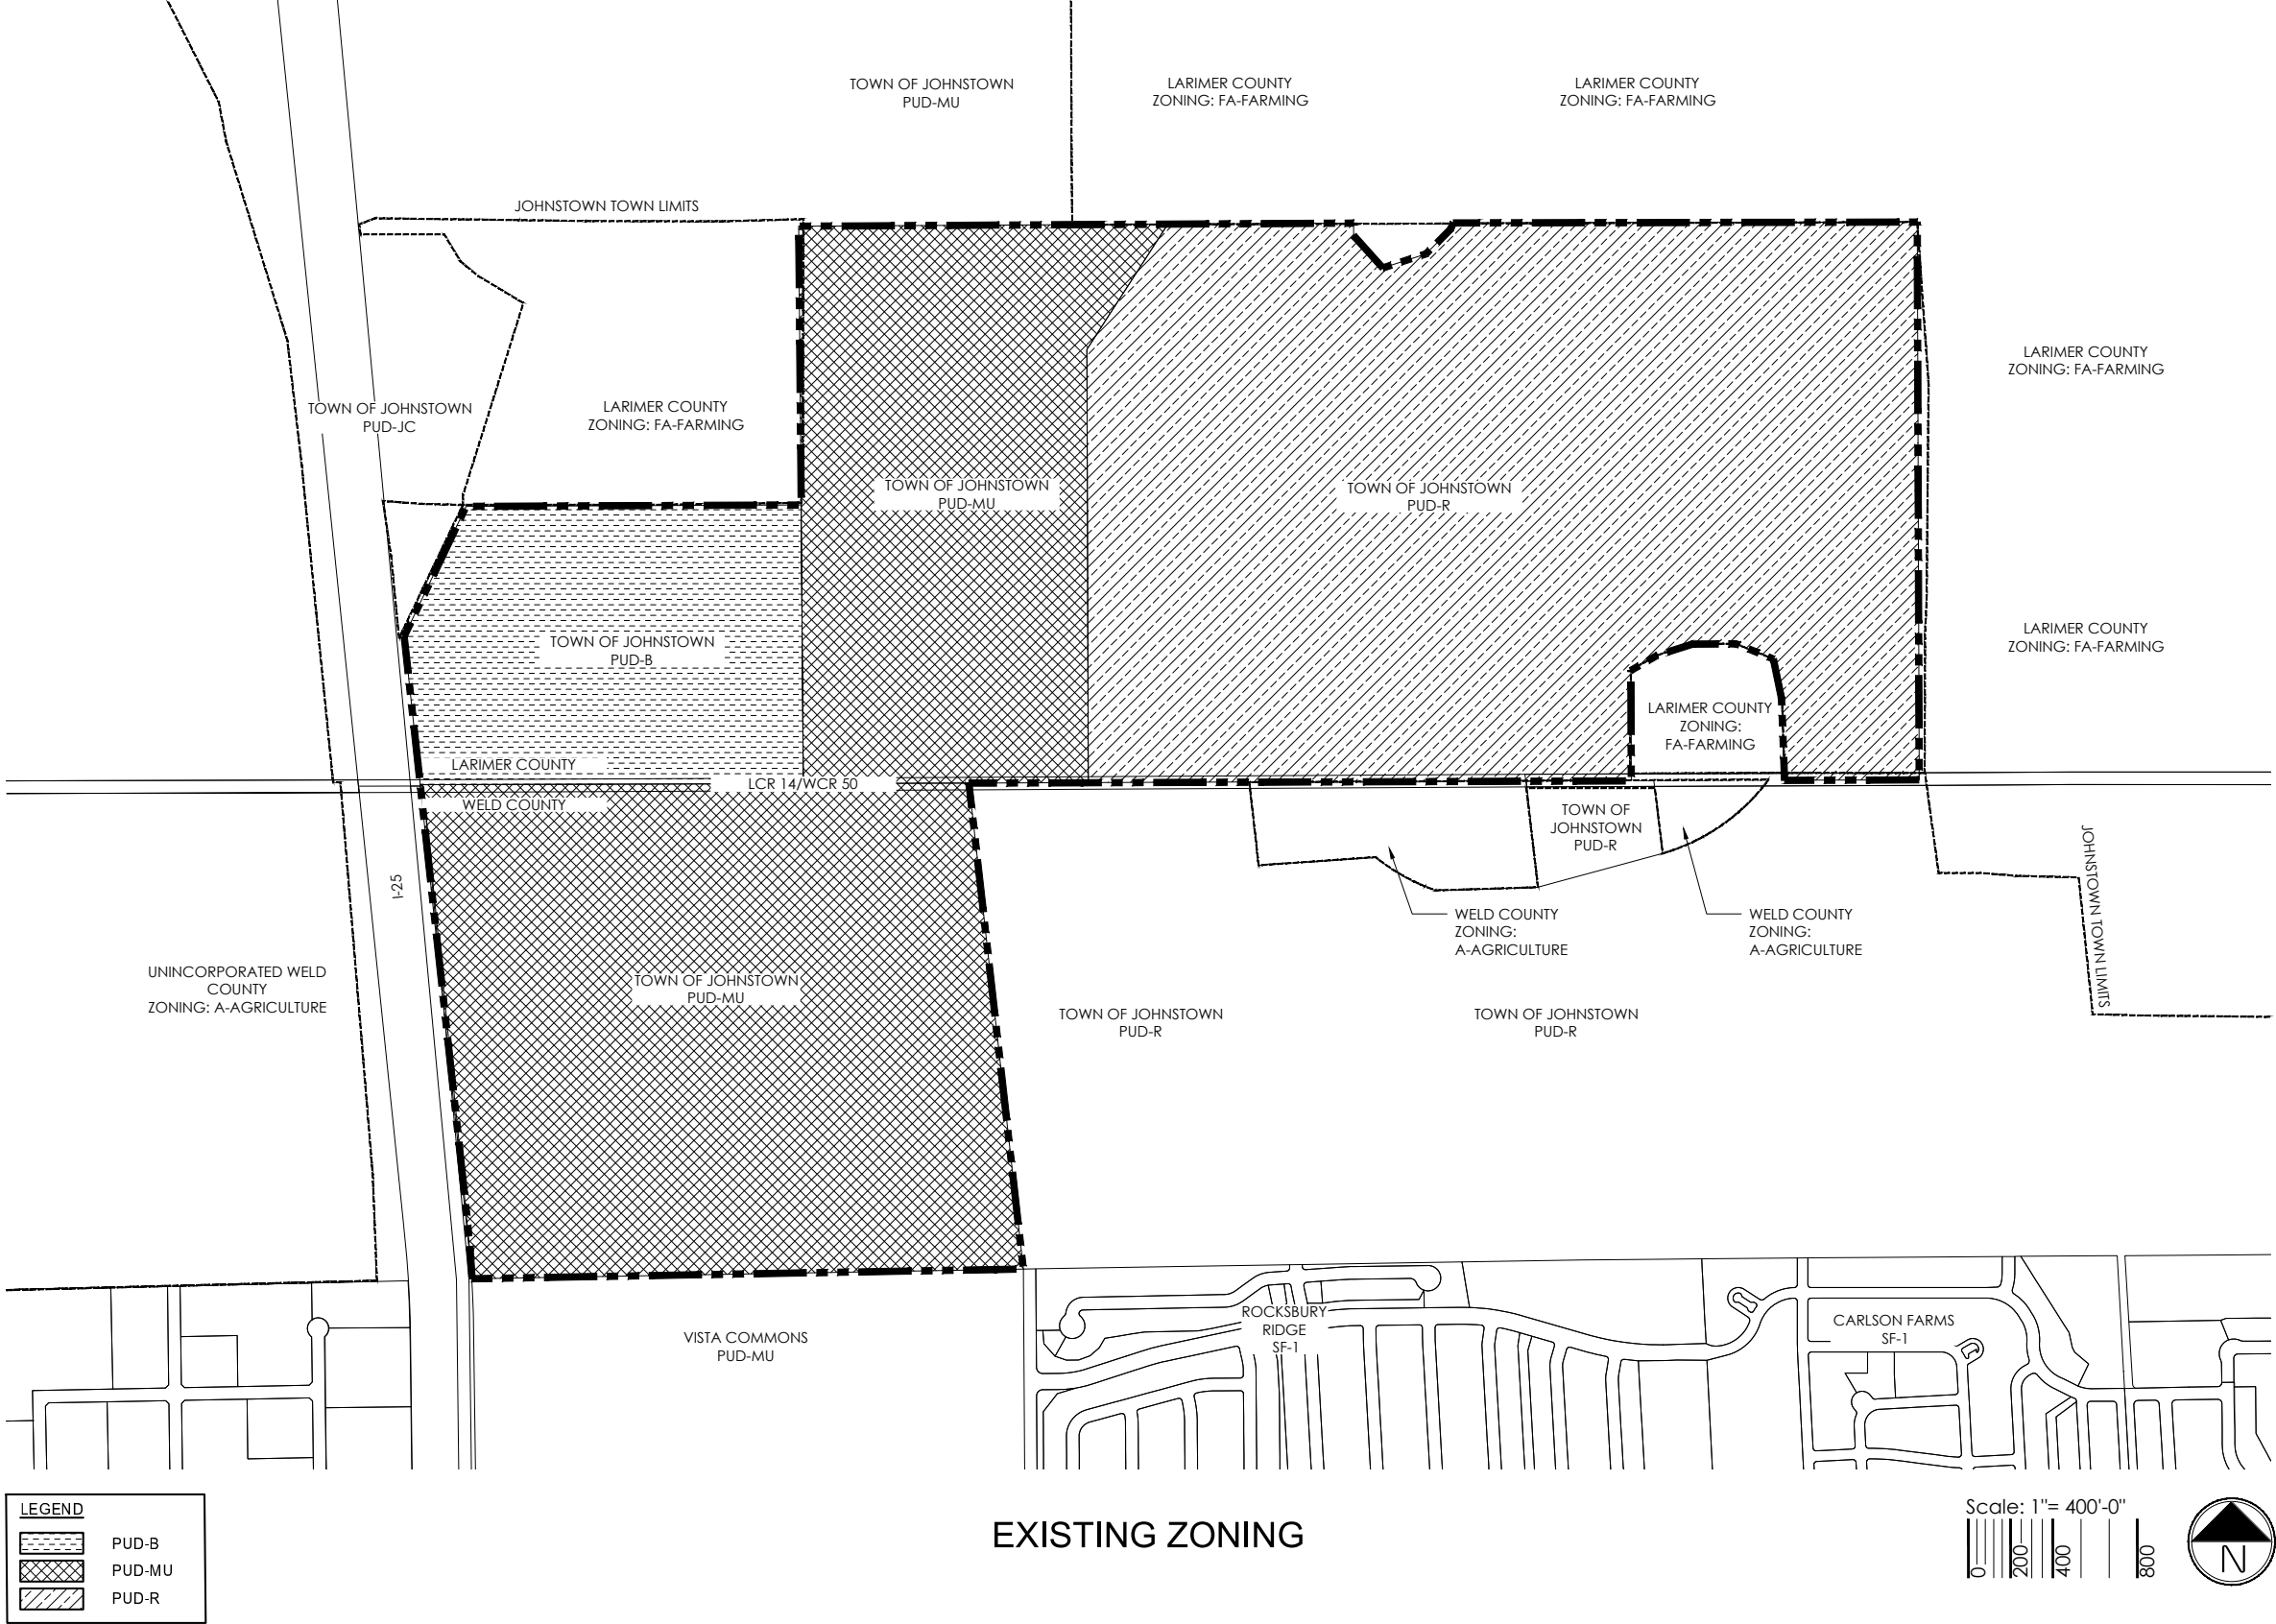 TOWN OF JOHNSTOWN
PUD-MU
LARIMER COUNTY
ZONING: FA-FARMING
LARIMER COUNTY
ZONING: FA-FARMING
JOHNSTOWN TOWN LIMITS
LARIMER COUNTY
ZONING: FA-FARMING
TOWN OF JOHNSTOWN
PUD-JC
LARIMER COUNTY
ZONING: FA-FARMING
TOWN OF JOHNSTOWN
PUD-MU
TOWN OF JOHNSTOWN
PUD-R
TOWN OF JOHNSTOWN
PUD-B
LARIMER COUNTY
ZONING: FA-FARMING
LARIMER COUNTY
ZONING:
FA-FARMING
LARIMER COUNTY
LCR 14/WCR 50
WELD COUNTY
TOWN OF
JOHNSTOWN
PUD-R
I-25
JOHNSTOWN TOWN LIMITS
WELD COUNTY
ZONING:
A-AGRICULTURE
WELD COUNTY
ZONING:
A-AGRICULTURE
UNINCORPORATED WELD
COUNTY
ZONING: A-AGRICULTURE
TOWN OF JOHNSTOWN
PUD-MU
TOWN OF JOHNSTOWN
PUD-R
TOWN OF JOHNSTOWN
PUD-R
VISTA COMMONS
PUD-MU
ROCKSBURY
RIDGE
SF-1
CARLSON FARMS
SF-1
LEGEND
PUD-B
PUD-MU
PUD-R
EXISTING ZONING
Scale: 1"= 400'-0"
0
200
400
800
N